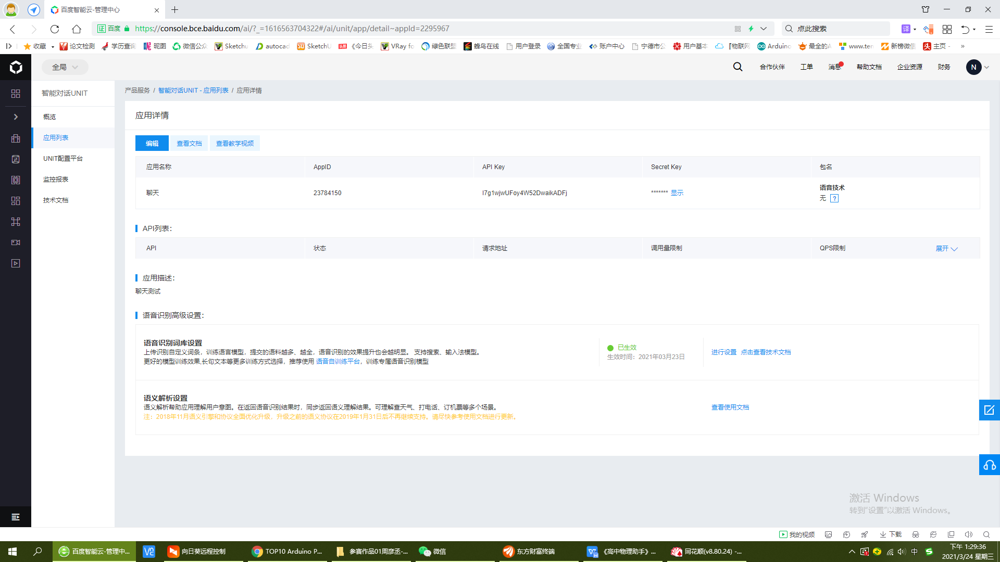 百度智能云-管理中心
证 百度 https://console.bce.baidu.com/ai/?_=1616563704322#/ai/unit/app/detail~appId=2295967
点此搜索
译
收藏 论文检测 学历查询 昵图 微信公众 Sketchu autocad SketchU 《今日头 VRay fo 绿色联盟 蜂鸟在线 用户登录 全国专业 账户中心 宁德市公 用户基本 『物联网 Arduino 最全的A www.ten 新榜微信 主页 - »
全局
合作伙伴 工单 消息 帮助文档 企业资源 财务 N
智能对话UNIT
概览
应用列表
UNIT配置平台
监控报表
技术文档
产品服务 / 智能对话UNIT - 应用列表 / 应用详情
应用详情
编辑 查看文档 查看教学视频
应用名称 AppID API Key Secret Key 包名
聊天 23784150 I7g1wjwUFoy4W52DwaikADFj ******* 显示
语音技术
无 ?
API列表：
API 状态 请求地址 调用量限制 QPS限制 展开
应用描述：
聊天测试
语音识别高级设置：
语音识别词库设置
上传识别自定义词条，训练语言模型，提交的语料越多、越全，语音识别的效果提升也会越明显。 支持搜索、输入法模型。
更好的模型训练效果,长句文本等更多训练方式选择，推荐使用 语音自训练平台，训练专属语音识别模型
已生效
生效时间：2021年03月23日
进行设置 点击查看技术文档
语义解析设置
语义解析帮助应用理解用户意图。在返回语音识别结果时，同步返回语义理解结果。可理解查天气、打电话、订机票等多个场景。
注：2018年11月语义引擎和协议全面优化升级，升级之前的语义协议在2019年1月31日后不再继续支持。请尽快参考使用文档进行更新。
查看使用文档
激活 Windows
转到“设置”以激活 Windows。
我的视频 下载
百度智能云-管理中... 向日葵远程控制 TOP10 Arduino P... 参赛作品01周彦丞-... 微信 东方财富终端 《高中物理助手》... 同花顺(v8.80.24) -...
中
下午 1:29:36
2021/3/24 星期三